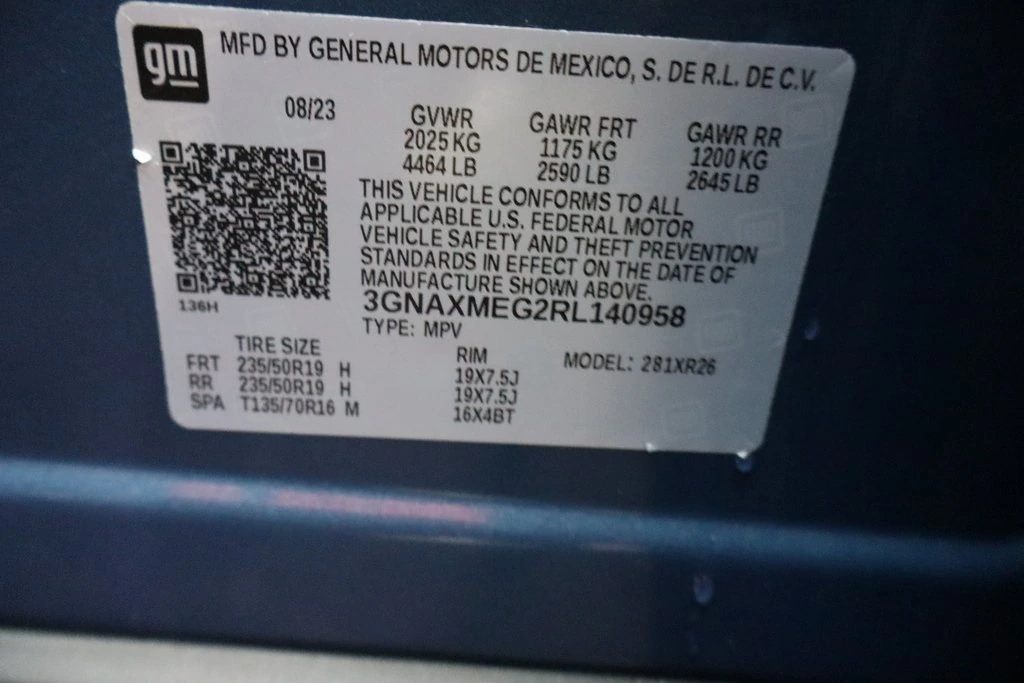 gm
MFD BY GENERAL MOTORS DE MEXICO, S. DE R.L. DE C.V.
08/23
GVWR
2025 KG
4464 LB
GAWR FRT
1175 KG
2590 LB
GAWR RR
1200 KG
2645 LB
THIS VEHICLE CONFORMS TO ALL
APPLICABLE U.S. FEDERAL MOTOR
VEHICLE SAFETY AND THEFT PREVENTION
STANDARDS IN EFFECT ON THE DATE OF
MANUFACTURE SHOWN ABOVE.
136H
3GNAXMEG2RL140958
TYPE: MPV
TIRE SIZE
RIM
MODEL: 281XR26
FRT 235/50R19 H 19X7.5J
RR 235/50R19 H 19X7.5J
SPA T135/70R16 M 16X4BT